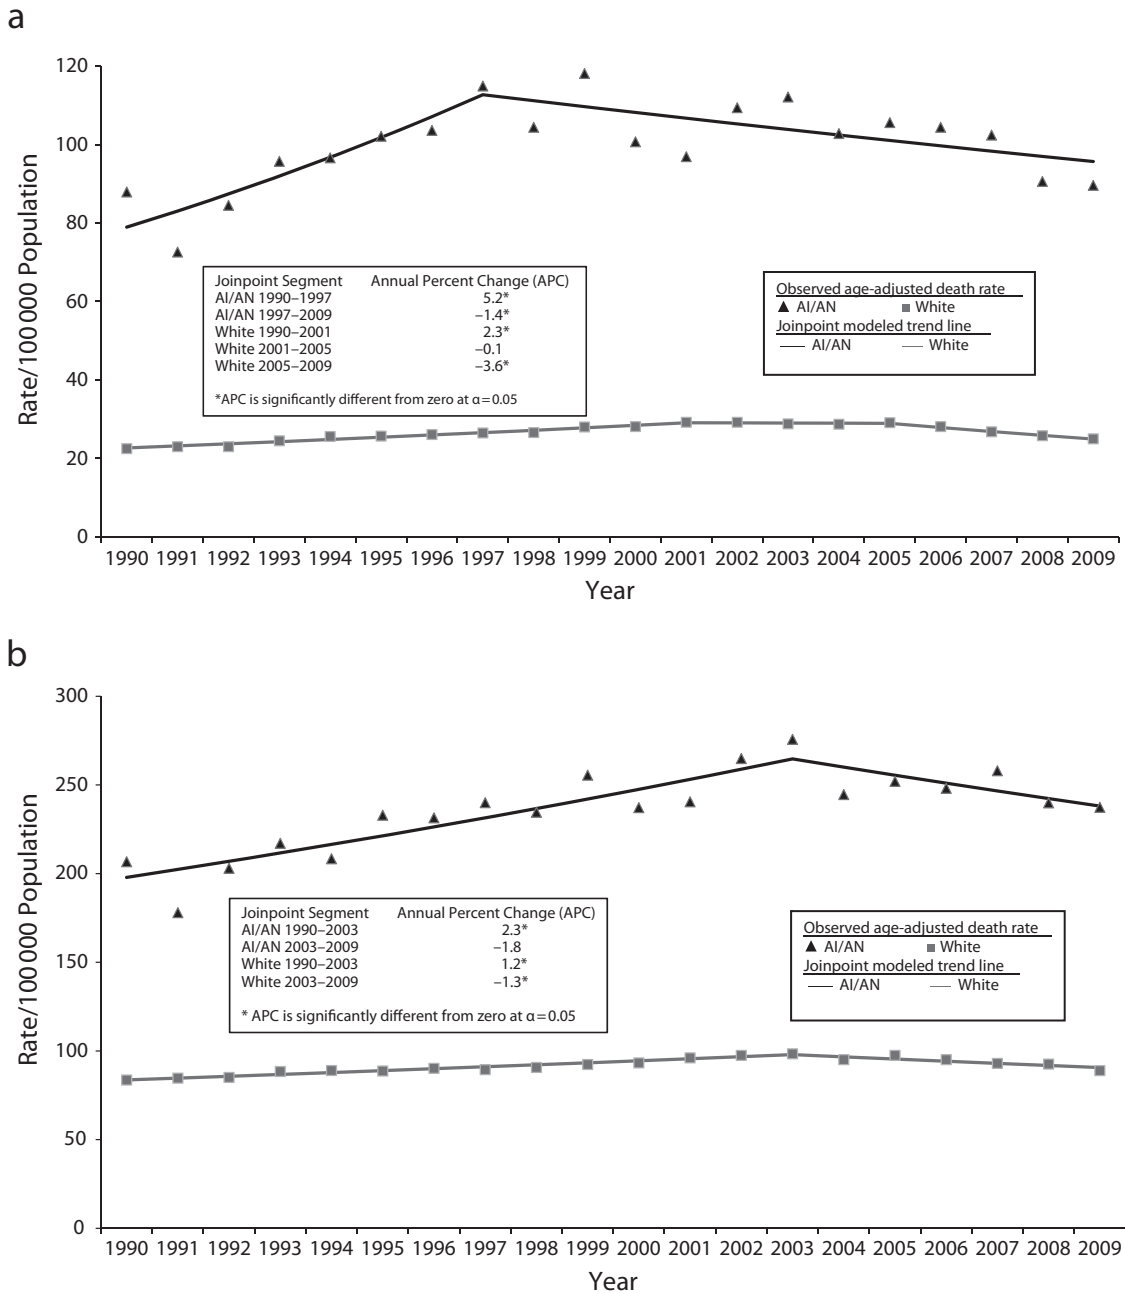 a
Rate/100 000 Population
120
100
80
60
40
20
0
Joinpoint Segment Annual Percent Change (APC)
AI/AN 1990–1997 5.2*
AI/AN 1997–2009 –1.4*
White 1990–2001 2.3*
White 2001–2005 –0.1
White 2005–2009 –3.6*
*APC is significantly different from zero at α=0.05
Observed age-adjusted death rate
AI/AN White
Joinpoint modeled trend line
AI/AN White
1990 1991 1992 1993 1994 1995 1996 1997 1998 1999 2000 2001 2002 2003 2004 2005 2006 2007 2008 2009
Year
b
Rate/100 000 Population
300
250
200
150
100
50
0
Joinpoint Segment Annual Percent Change (APC)
AI/AN 1990–2003 2.3*
AI/AN 2003–2009 –1.8
White 1990–2003 1.2*
White 2003–2009 –1.3*
* APC is significantly different from zero at α=0.05
Observed age-adjusted death rate
AI/AN White
Joinpoint modeled trend line
AI/AN White
1990 1991 1992 1993 1994 1995 1996 1997 1998 1999 2000 2001 2002 2003 2004 2005 2006 2007 2008 2009
Year